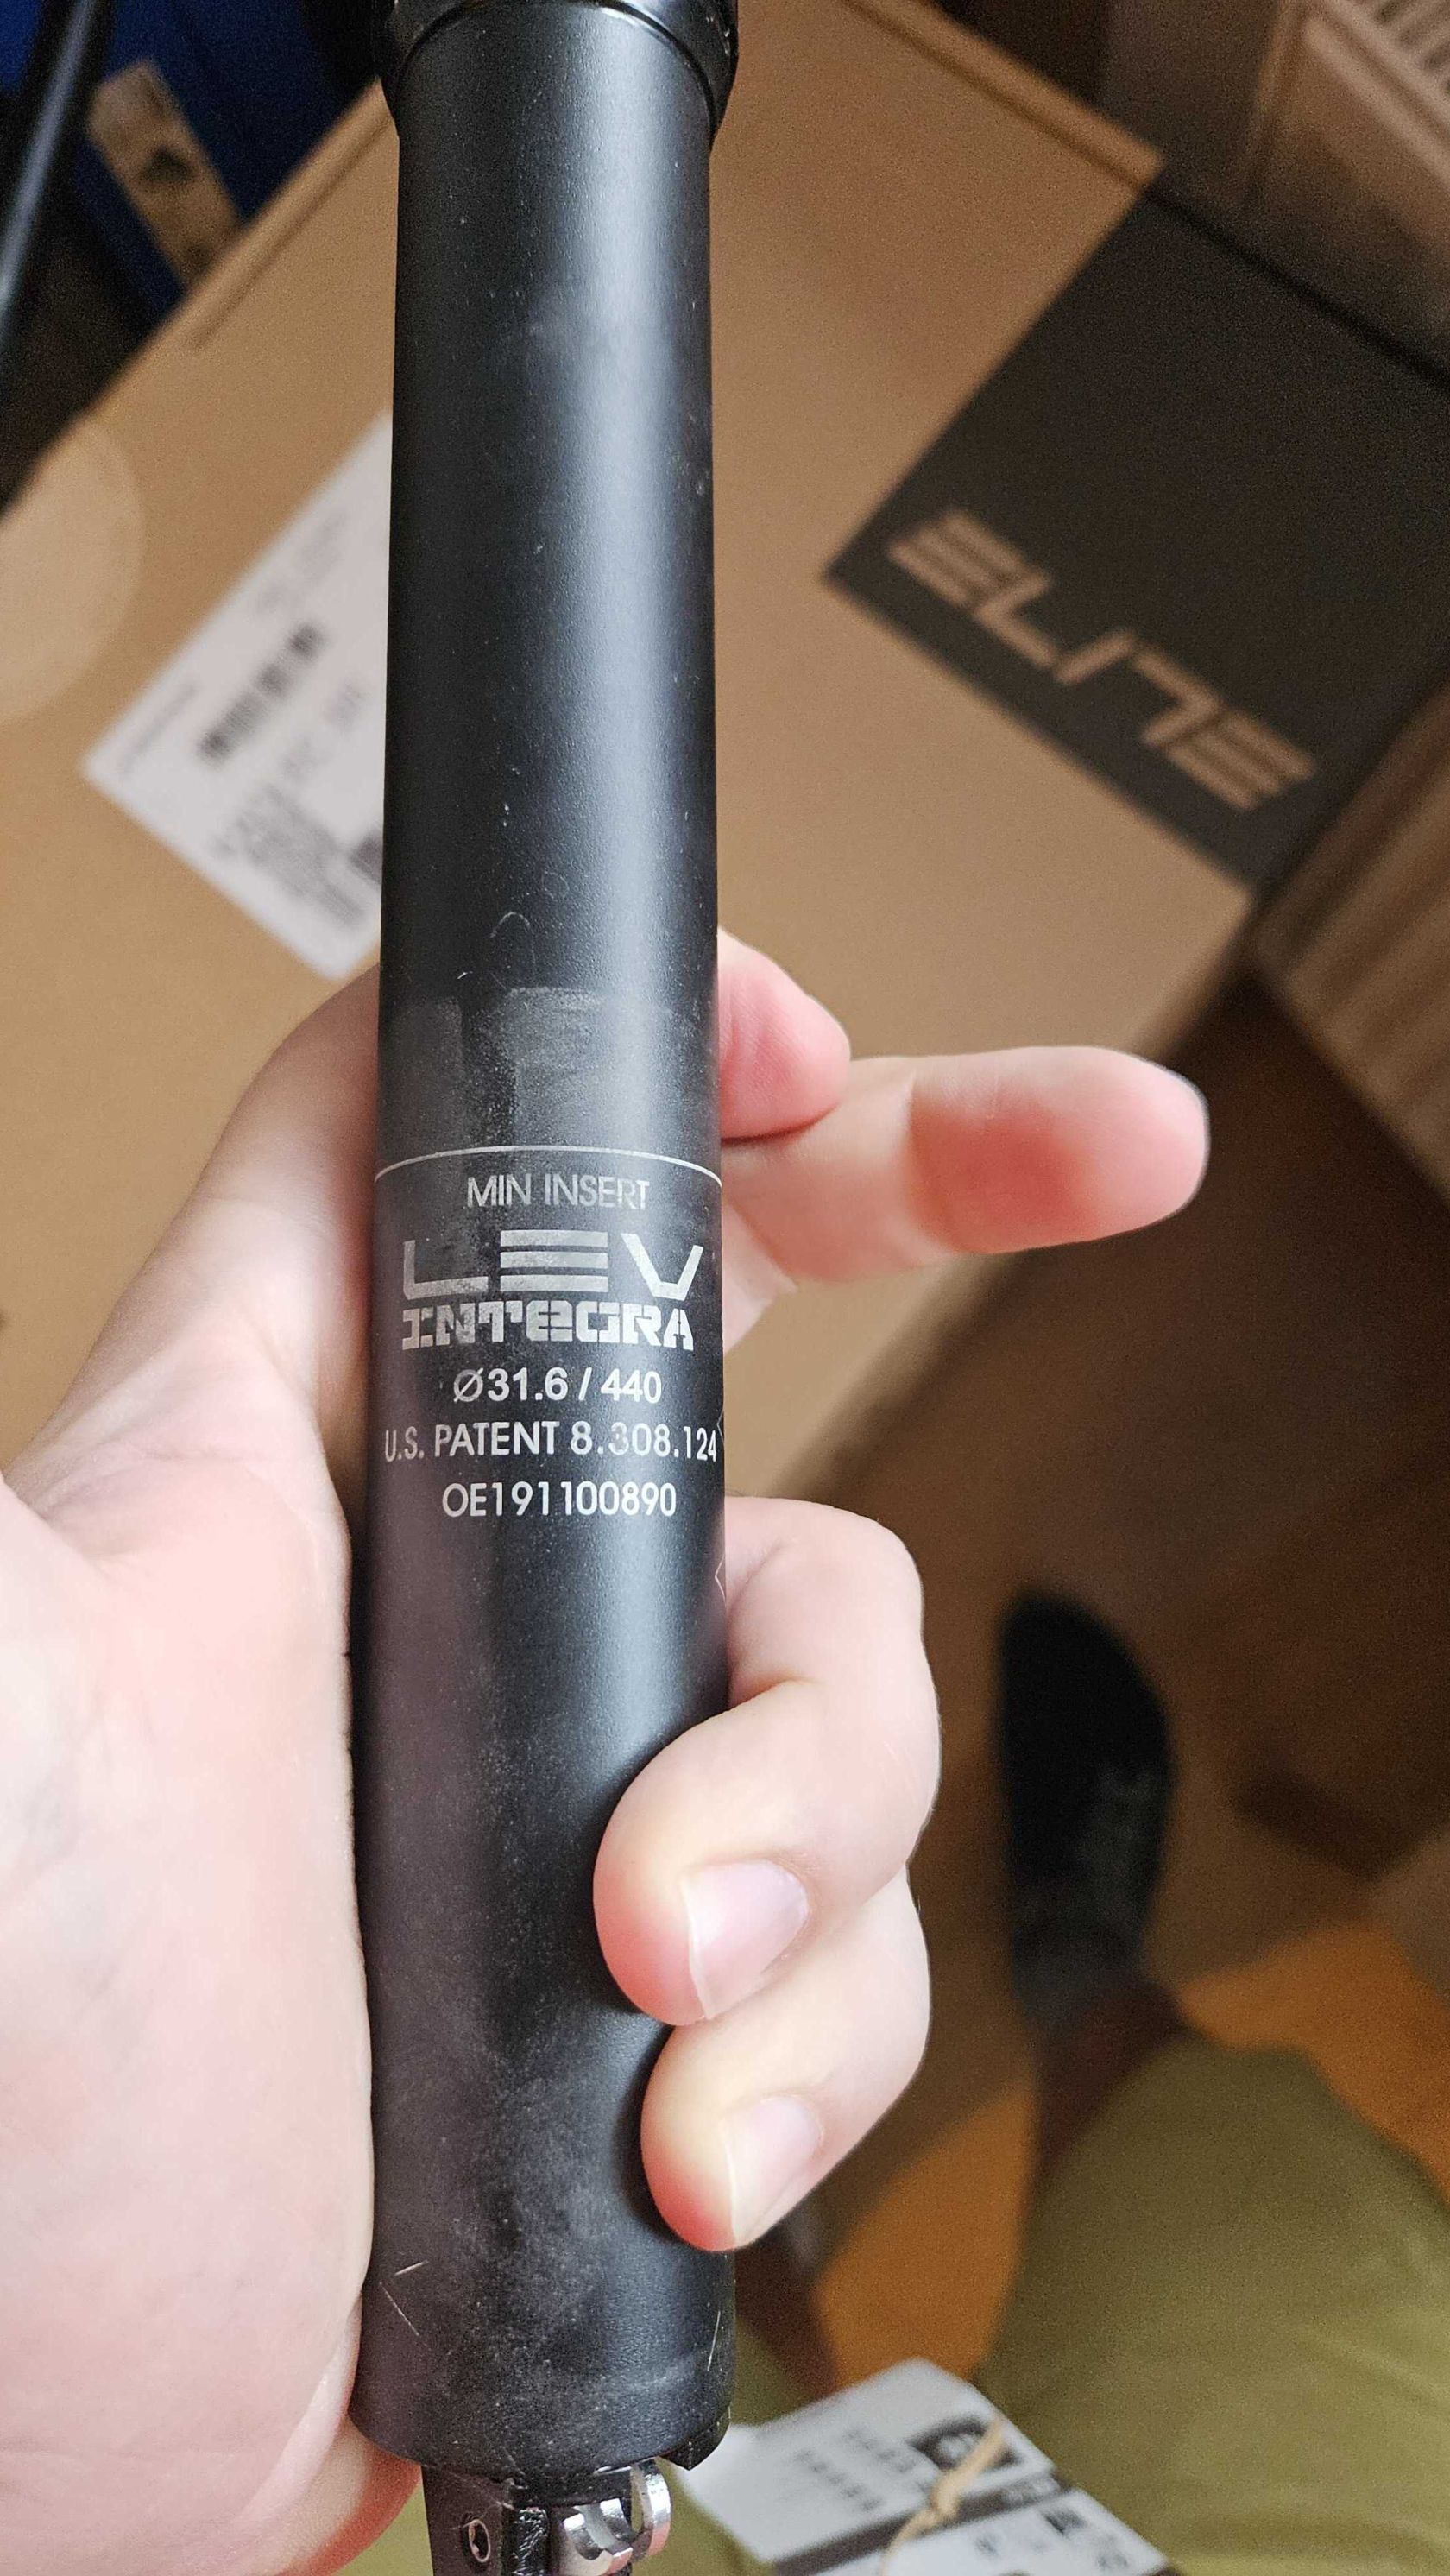 ELITE
MIN INSERT
LEV
INTEGRA
Ø31.6 / 440
U.S. PATENT 8.308.124
OE191100890